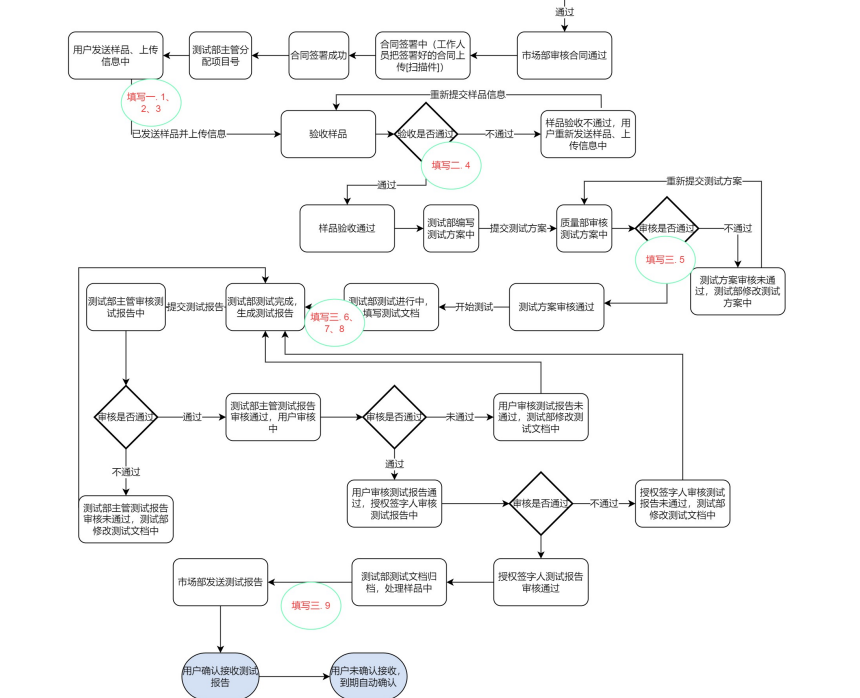 通过
用户发送样品、上传
信息中
测试部主管分
配项目号
合同签署成功
合同签署中（工作人
员把签署好的合同上
传[扫描件]）
市场部审核合同通过
填写一. 1、
2、3
重新提交样品信息
已发送样品并上传信息
验收样品
验收是否通过
不通过
样品验收不通过，用
户重新发送样品、上
传信息中
填写二. 4
通过
重新提交测试方案
样品验收通过
测试部编写
测试方案中
提交测试方案
质量部审核
测试方案中
审核是否通过
不通过
填写三. 5
测试方案审核未通
过，测试部修改测试
方案中
测试部主管审核测
试报告中
提交测试报告
测试部测试完成，
生成测试报告
填写三. 6、
7、8
测试部测试进行中，
填写测试文档
开始测试
测试方案审核通过
审核是否通过
通过
测试部主管测试报告
审核通过，用户审核
中
审核是否通过
未通过
用户审核测试报告未
通过，测试部修改测
试文档中
不通过
通过
测试部主管测试报告
审核未通过，测试部
修改测试文档中
用户审核测试报告通
过，授权签字人审核
测试报告中
审核是否通过
不通过
授权签字人审核测试
报告未通过，测试部
修改测试文档中
市场部发送测试报告
填写三. 9
测试部测试文档归
档，处理样品中
授权签字人测试报告
审核通过
用户确认接收测试
报告
用户未确认接收，
到期自动确认